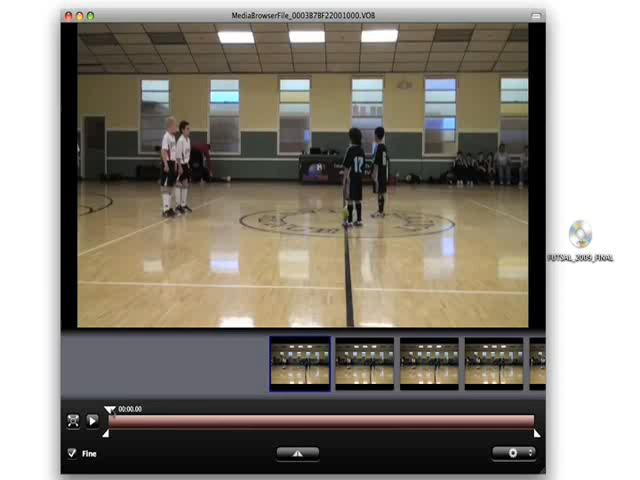 MediaBrowserFile_0003B7BF22001000.VOB
12
FUTSAL_2009_FINAL
00:00.00
Fine